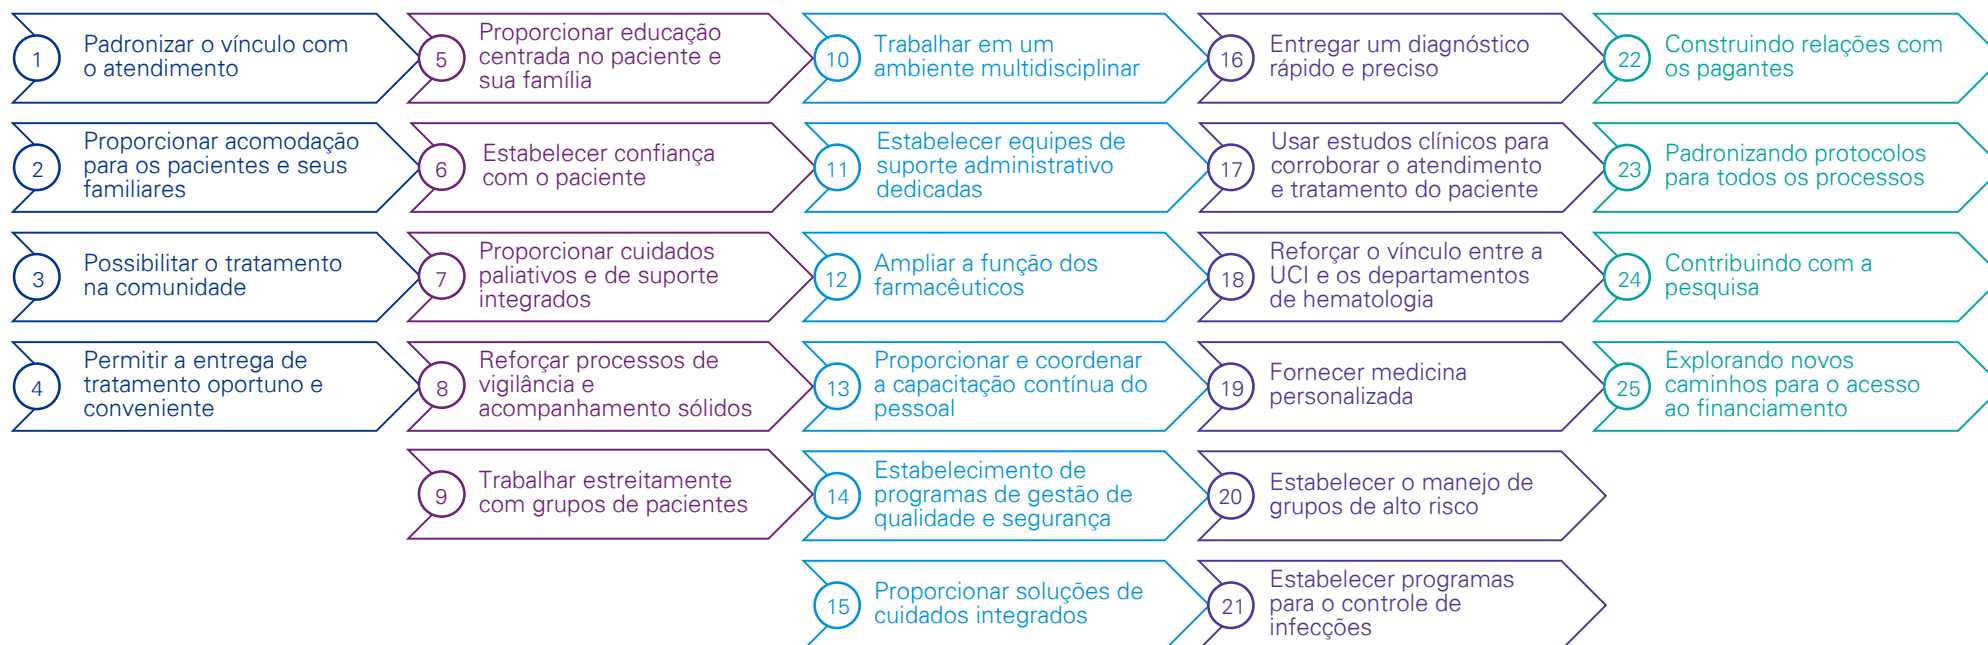 1
Padronizar o vínculo com
o atendimento
2
Proporcionar acomodação
para os pacientes e seus
familiares
3
Possibilitar o tratamento
na comunidade
4
Permitir a entrega de
tratamento oportuno e
conveniente
5
Proporcionar educação
centrada no paciente e
sua família
6
Estabelecer confiança
com o paciente
7
Proporcionar cuidados
paliativos e de suporte
integrados
8
Reforçar processos de
vigilância e
acompanhamento sólidos
9
Trabalhar estreitamente
com grupos de pacientes
10
Trabalhar em um
ambiente multidisciplinar
11
Estabelecer equipes de
suporte administrativo
dedicadas
12
Ampliar a função dos
farmacêuticos
13
Proporcionar e coordenar
a capacitação contínua do
pessoal
14
Estabelecimento de
programas de gestão de
qualidade e segurança
15
Proporcionar soluções de
cuidados integrados
16
Entregar um diagnóstico
rápido e preciso
17
Usar estudos clínicos para
corroborar o atendimento
e tratamento do paciente
18
Reforçar o vínculo entre a
UCI e os departamentos
de hematologia
19
Fornecer medicina
personalizada
20
Estabelecer o manejo de
grupos de alto risco
21
Estabelecer programas
para o controle de
infecções
22
Construindo relações com
os pagantes
23
Padronizando protocolos
para todos os processos
24
Contribuindo com a
pesquisa
25
Explorando novos
caminhos para o acesso
ao financiamento